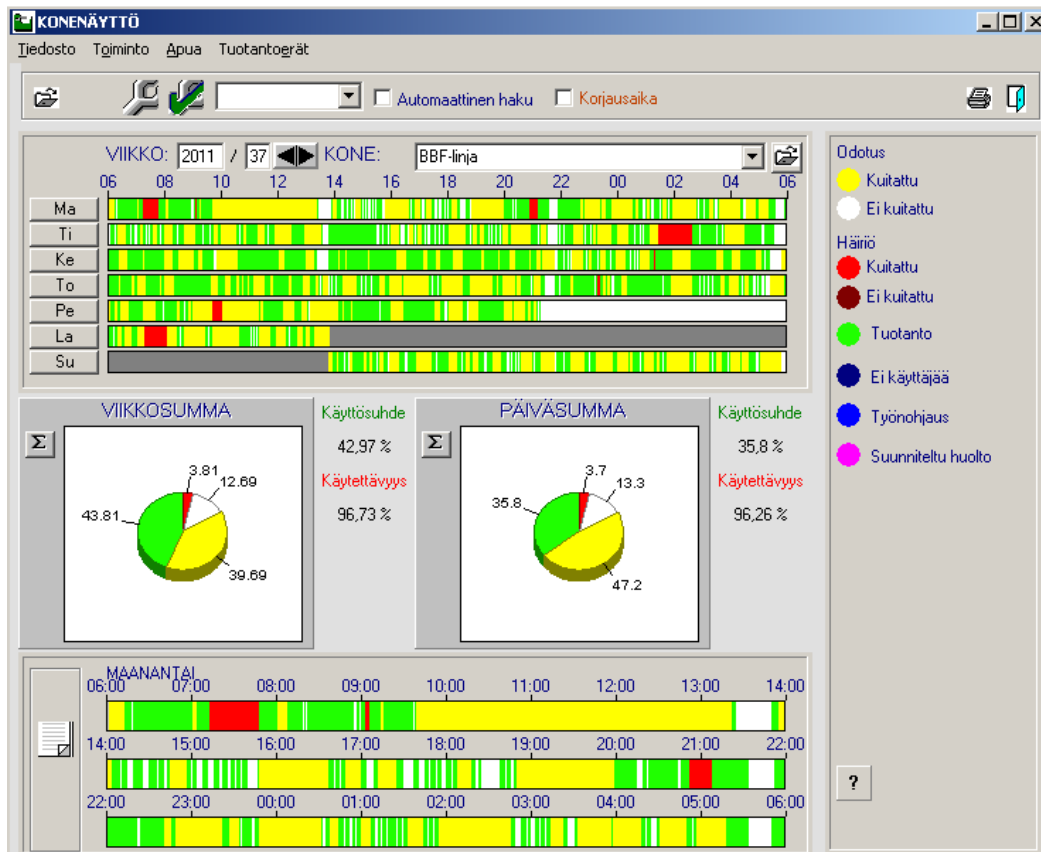 KONENÄYTTÖ
Tiedosto Toiminto Apua Tuotantoerät
Automaattinen haku Korjausaika
VIIKKO: 2011 / 37 KONE: BBF-linja
06 08 10 12 14 16 18 20 22 00 02 04 06
Ma
Ti
Ke
To
Pe
La
Su
Odotus
Kuitattu
Ei kuitattu
Häiriö
Kuitattu
Ei kuitattu
Tuotanto
Ei käyttäjää
Työnohjaus
Suunniteltu huolto
VIIKKOSUMMA
Σ
3.81
12.69
43.81
39.69
Käyttösuhde
42,97 %
Käytettävyys
96,73 %
PÄIVÄSUMMA
Σ
3.7
13.3
35.8
47.2
Käyttösuhde
35,8 %
Käytettävyys
96,26 %
MAANANTAI
06:00 07:00 08:00 09:00 10:00 11:00 12:00 13:00 14:00
14:00 15:00 16:00 17:00 18:00 19:00 20:00 21:00 22:00
22:00 23:00 00:00 01:00 02:00 03:00 04:00 05:00 06:00
?